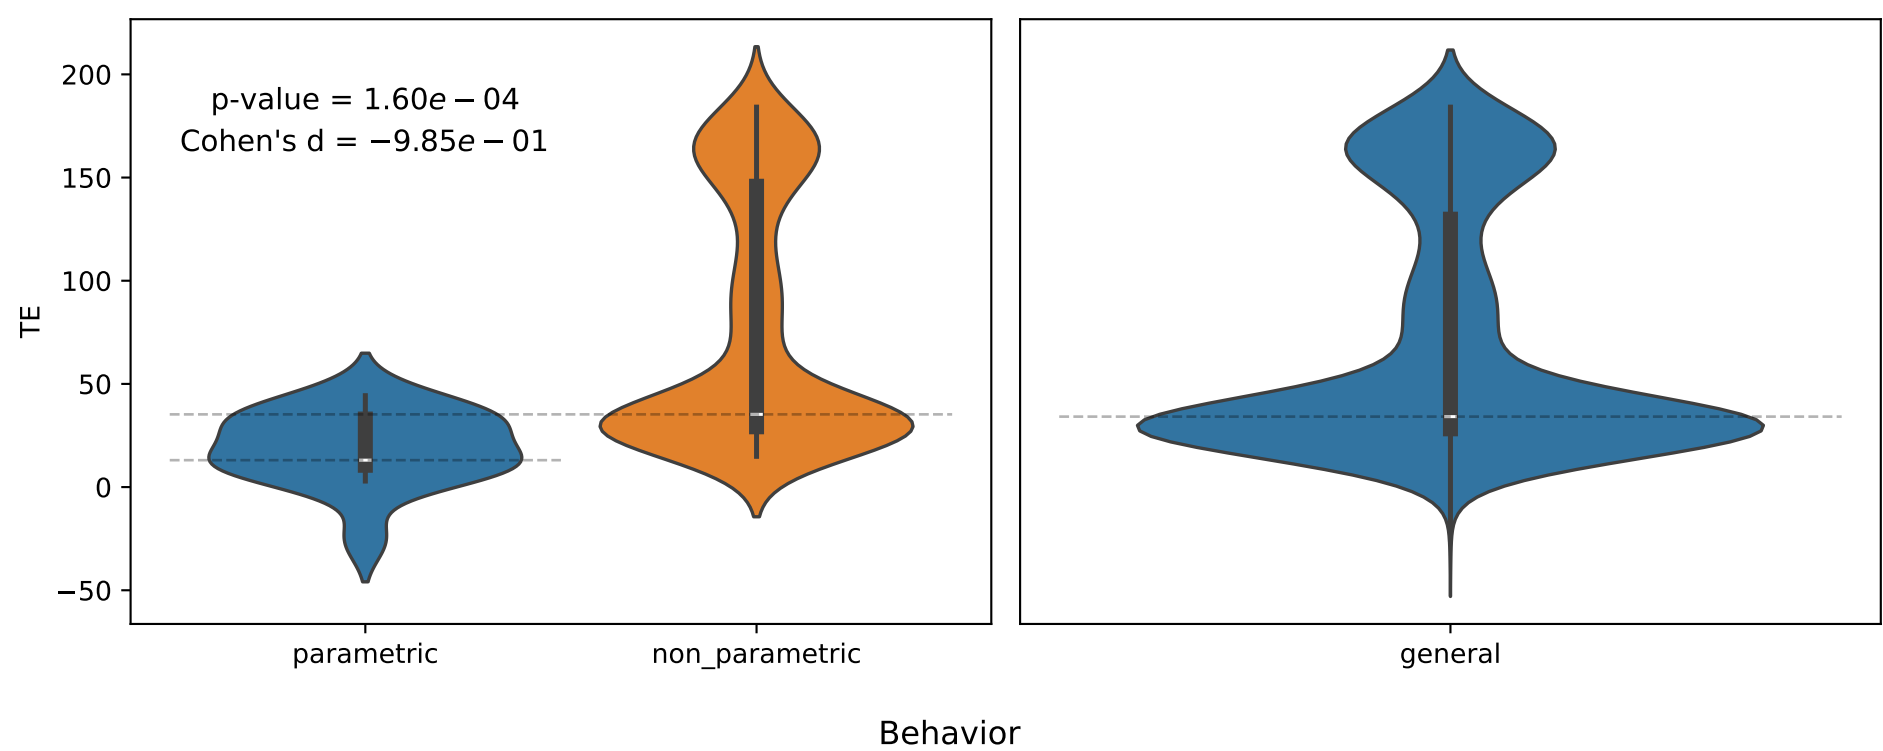 TE
200
150
100
50
0
−50
p-value = 1.60e − 04
Cohen's d = −9.85e − 01
parametric
non_parametric
general
Behavior